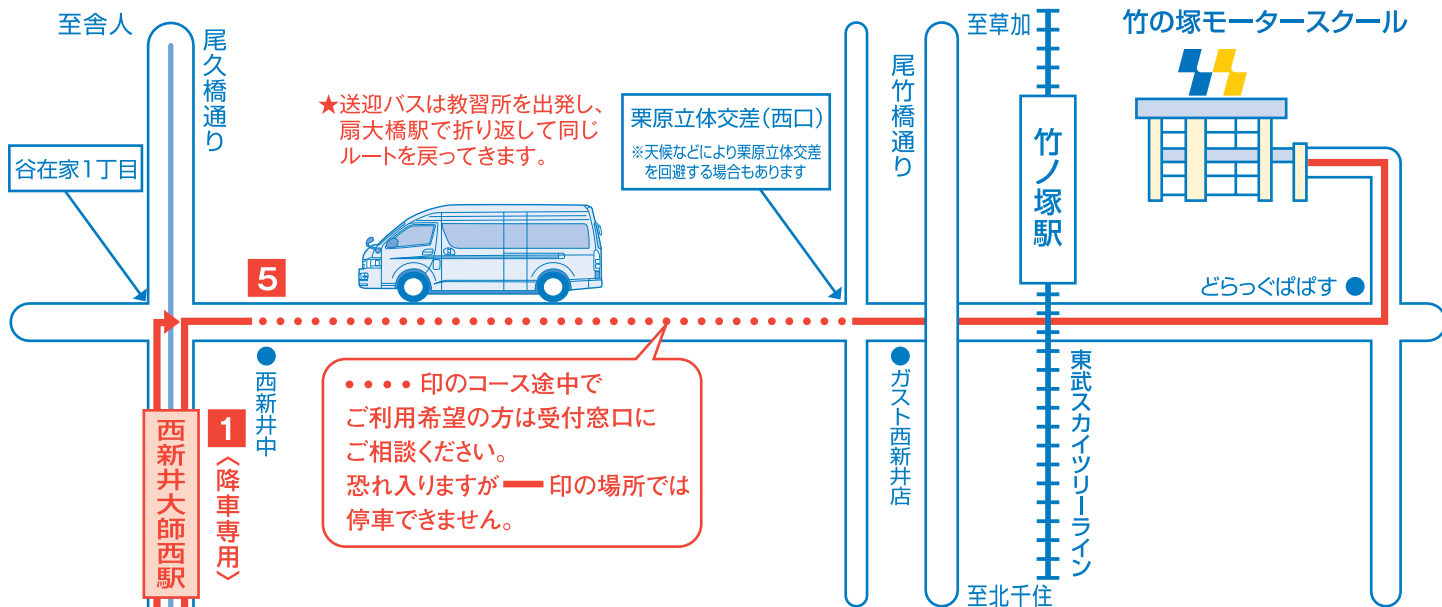 至舎人
尾久橋通り
★送迎バスは教習所を出発し、
扇大橋駅で折り返して同じ
ルートを戻ってきます。
谷在家1丁目
栗原立体交差(西口)
※天候などにより栗原立体交差
を回避する場合もあります
尾竹橋通り
至草加
竹の塚モータースクール
竹ノ塚駅
どらっぐぱぱす
5
西新井中
1
〈降車専用〉
西新井大師西駅
••••印のコース途中で
ご利用希望の方は受付窓口に
ご相談ください。
恐れ入りますが━印の場所では
停車できません。
ガスト西新井店
東武スカイツリーライン
至北千住